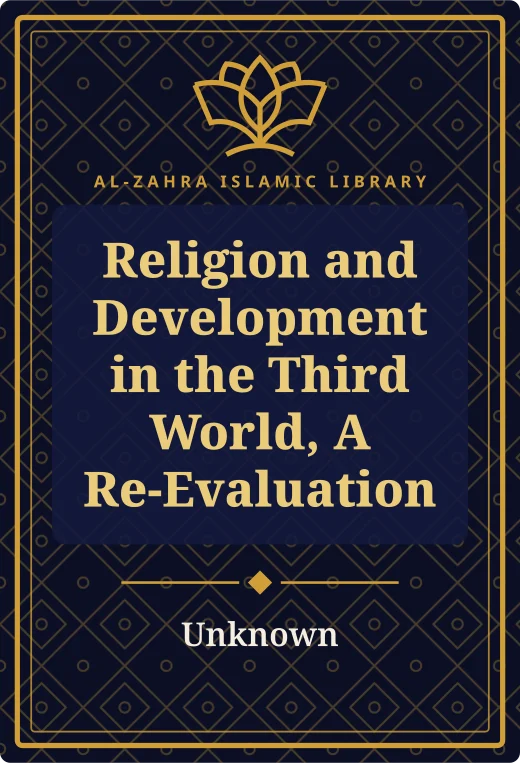 AL-ZAHRA ISLAMIC LIBRARY
Religion and
Development
in the Third
World, A
Re-Evaluation
Unknown